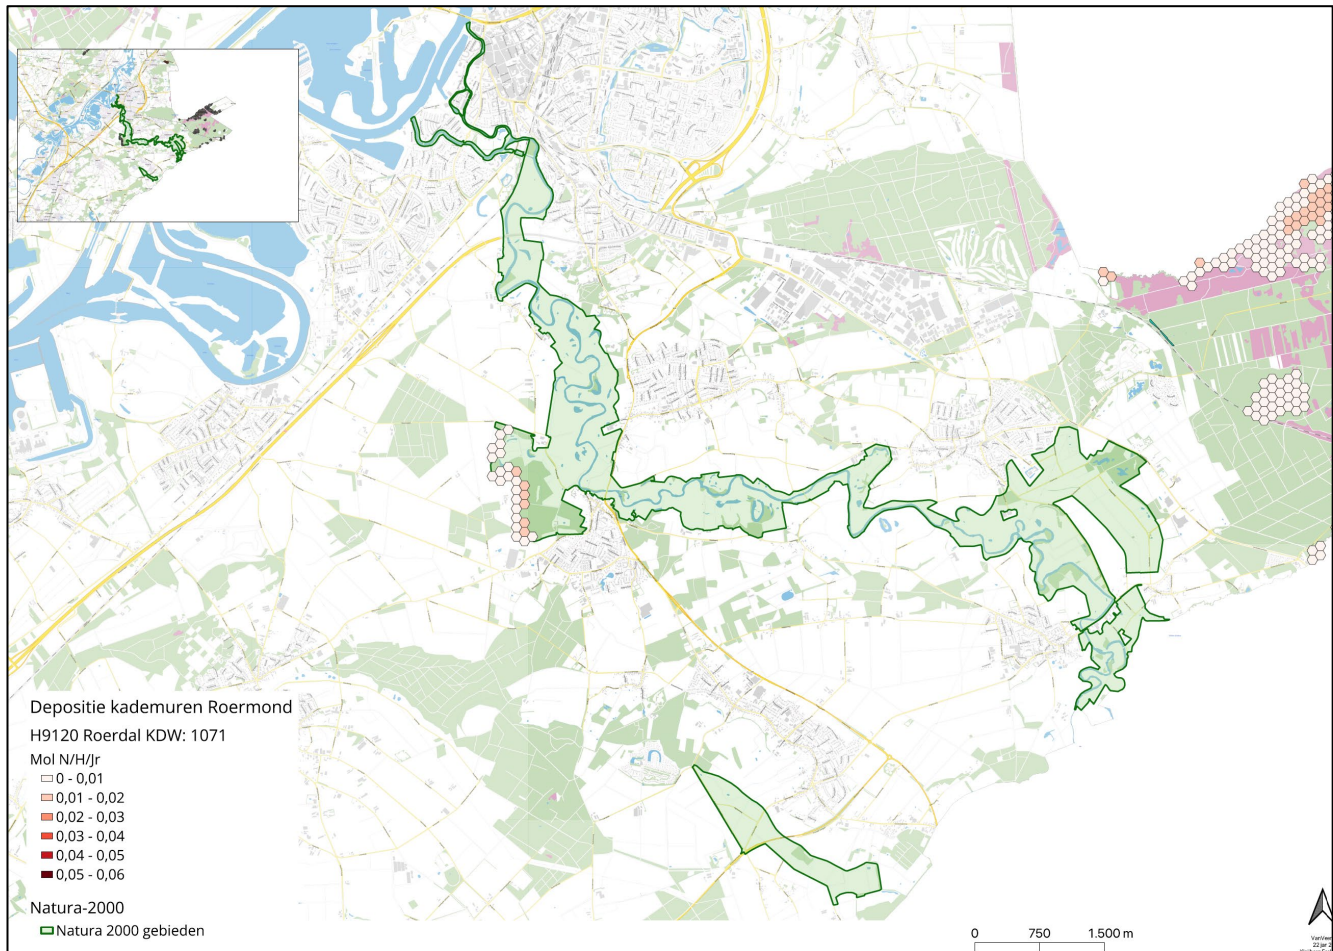 Depositie kademuren Roermond
H9120 Roerdal KDW: 1071
Mol N/H/Jr
0 - 0,01
0,01 - 0,02
0,02 - 0,03
0,03 - 0,04
0,04 - 0,05
0,05 - 0,06
Natura-2000
Natura 2000 gebieden
0 750 1.500 m